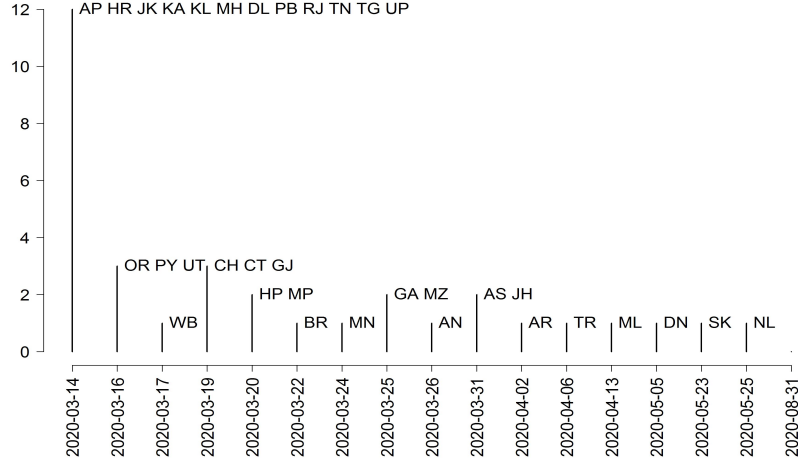 12
AP HR JK KA KL MH DL PB RJ TN TG UP
10
8
6
4
OR PY UT
CH CT GJ
2
HP MP
GA MZ
AS JH
WB
BR
MN
AN
AR
TR
ML
DN
SK
NL
0
2020-03-14
2020-03-16
2020-03-17
2020-03-19
2020-03-20
2020-03-22
2020-03-24
2020-03-25
2020-03-26
2020-03-31
2020-04-02
2020-04-06
2020-04-13
2020-05-05
2020-05-23
2020-05-25
2020-08-31